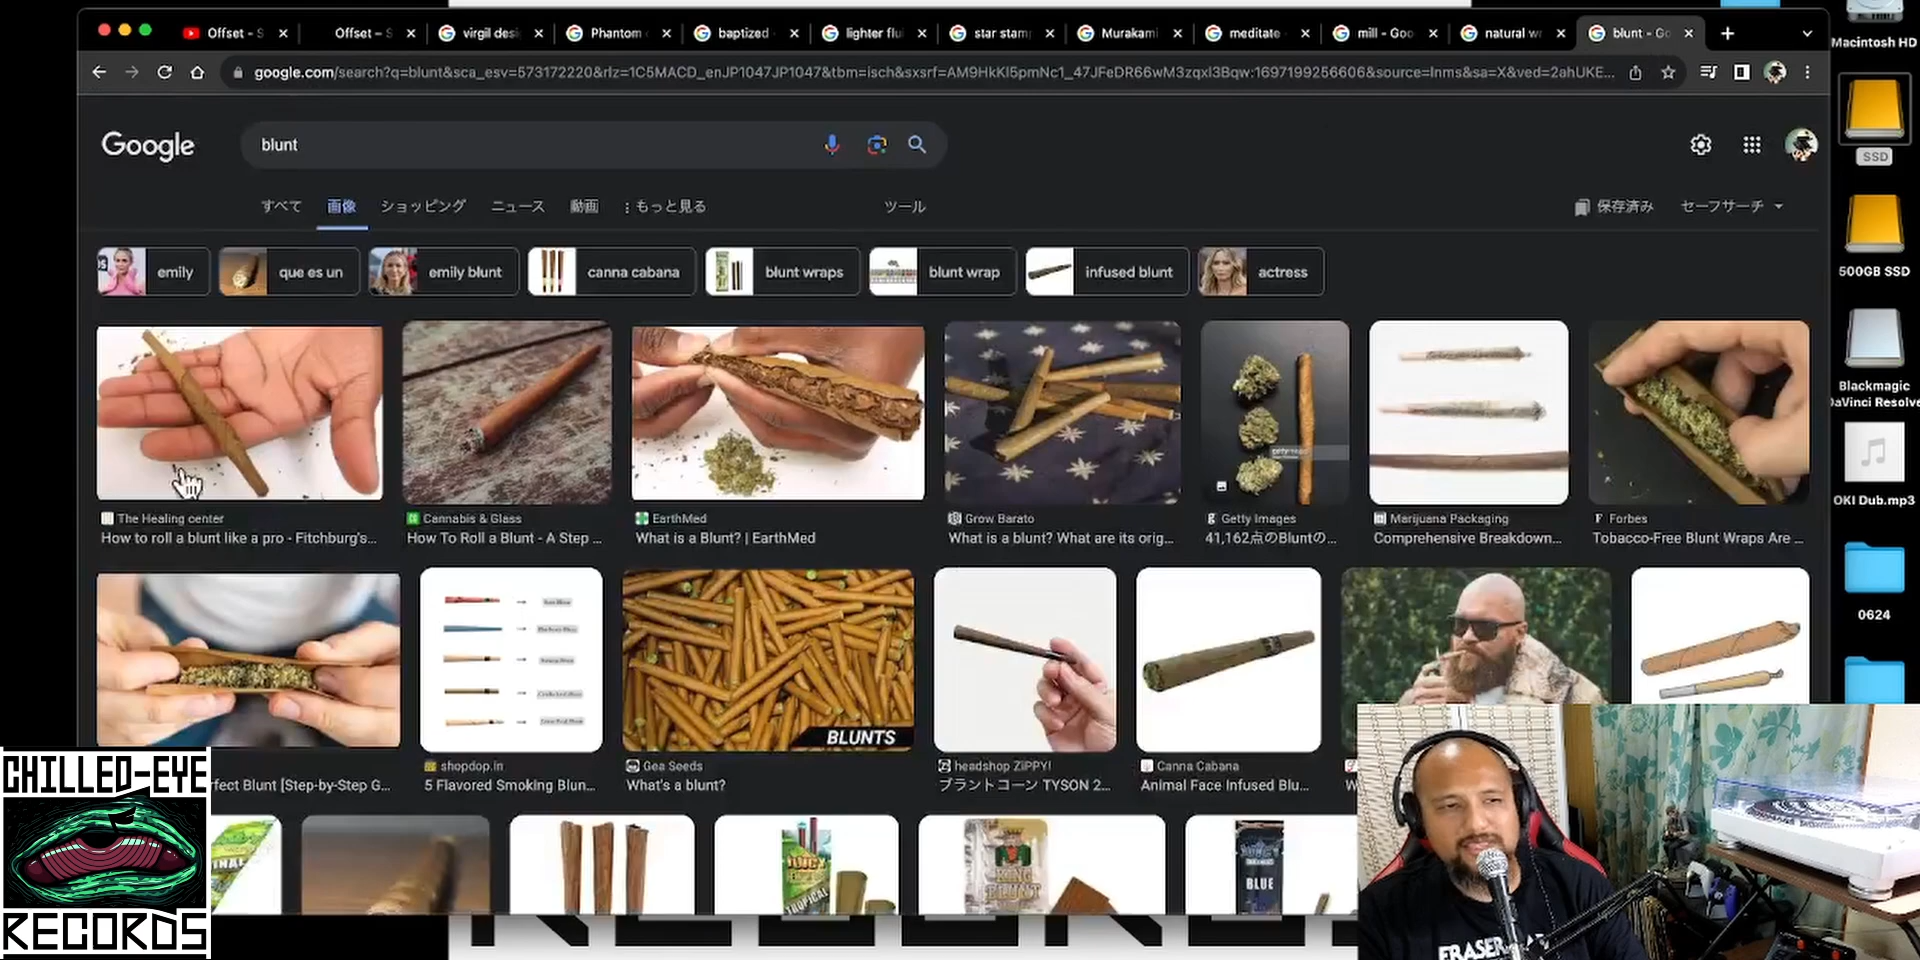 Offset - S
Offset - S
virgil desi
Phantom
baptized
lighter flu
star stam
Murakami
meditate
mill - Goo
natural w
blunt - Go
Macintosh HD
google.com/search?q=blunt&sca_esv=573172220&rlz=1C5MACD_enJP1047JP1047&tbm=isch&sxsrf=AM9HkKl5pmNc1_47JFeDR66wM3zqxI3Bqw:1697199256606&source=lnms&sa=X&ved=2ahUKE...
Google
blunt
SSD
すべて
画像
ショッピング
ニュース
動画
もっと見る
ツール
保存済み
セーフサーチ
emily
que es un
emily blunt
canna cabana
blunt wraps
blunt wrap
infused blunt
actress
500GB SSD
Blackmagic
DaVinci Resolve
OKI Dub.mp3
The Healing center
How to roll a blunt like a pro - Fitchburg's...
Cannabis & Glass
How To Roll a Blunt - A Step ...
EarthMed
What is a Blunt? | EarthMed
Grow Barato
What is a blunt? What are its orig...
Getty Images
41,162点のBluntの...
Marijuana Packaging
Comprehensive Breakdown...
Forbes
Tobacco-Free Blunt Wraps Are ...
0624
BLUNTS
rfect Blunt [Step-by-Step G...
shopdop.in
5 Flavored Smoking Blun...
Gea Seeds
What's a blunt?
headshop ZiPPY!
ブラントコーン TYSON 2...
Canna Cabana
Animal Face Infused Blu...
CHILLED-EYE
RECORDS
JUICY
TROPICAL
KING
BLUNT
BLUE
FRASER